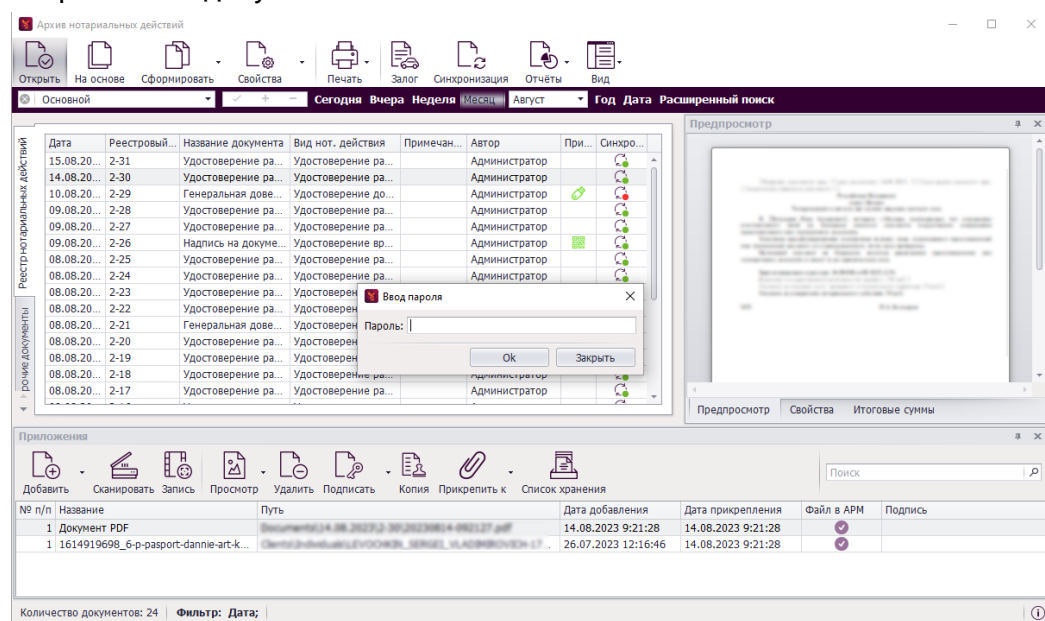 Архив нотариальных действий
Открыть На основе Сформировать Свойства Печать Залог Синхронизация Отчёты Вид
Основной Сегодня Вчера Неделя Месяц Август Год Дата Расширенный поиск
Предпросмотр
Реестр нотариальных действий
рочие документы
Дата Реестровый... Название документа Вид нот. действия Примечан... Автор При... Синхро...
15.08.20... 2-31 Удостоверение ра... Удостоверение ра... Администратор
14.08.20... 2-30 Удостоверение ра... Удостоверение ра... Администратор
10.08.20... 2-29 Генеральная дове... Удостоверение до... Администратор
09.08.20... 2-28 Удостоверение ра... Удостоверение ра... Администратор
09.08.20... 2-27 Удостоверение ра... Удостоверение ра... Администратор
09.08.20... 2-26 Надпись на докуме... Удостоверение вр... Администратор
08.08.20... 2-25 Удостоверение ра... Удостоверение ра... Администратор
08.08.20... 2-24 Удостоверение ра... Удостоверение ра... Администратор
08.08.20... 2-23 Удостоверение ра... Удостоверен
08.08.20... 2-22 Удостоверение ра... Удостоверен
08.08.20... 2-21 Генеральная дове... Удостоверен
08.08.20... 2-20 Удостоверение ра... Удостоверен
08.08.20... 2-19 Удостоверение ра... Удостоверен
08.08.20... 2-18 Удостоверение ра... Удостоверение ра... Администратор
08.08.20... 2-17 Удостоверение ра... Удостоверение ра... Администратор
Ввод пароля
Пароль:
Ok Закрыть
Предпросмотр Свойства Итоговые суммы
Приложения
Добавить Сканировать Запись Просмотр Удалить Подписать Копия Прикрепить к Список хранения
Поиск
№ п/п Название Путь Дата добавления Дата прикрепления Файл в АРМ Подпись
1 Документ PDF 14.08.2023 9:21:28 14.08.2023 9:21:28
1 1614919698_6-p-pasport-dannie-art-k... 26.07.2023 12:16:46 14.08.2023 9:21:28
Количество документов: 24 Фильтр: Дата;